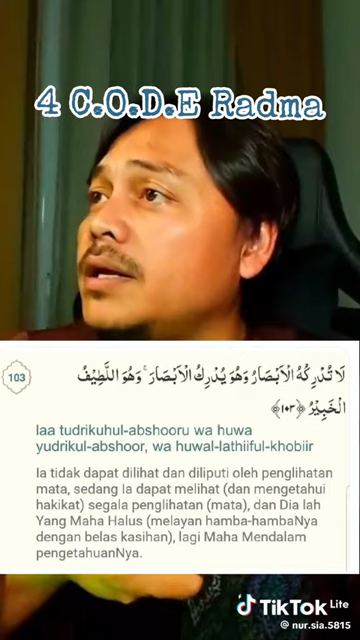 4 C.O.D.E Radma
103
لَا تُدْرِكُهُ الْاَبْصَارُ وَهُوَ يُدْرِكُ الْاَبْصَارَ ۚ وَهُوَ اللَّطِيْفُ
الْخَبِيْرُ ﴿١٠٣﴾
laa tudrikuhul-abshooru wa huwa
yudrikul-abshoor, wa huwal-lathiiful-khobiir
Ia tidak dapat dilihat dan diliputi oleh penglihatan
mata, sedang Ia dapat melihat (dan mengetahui
hakikat) segala penglihatan (mata), dan Dia lah
Yang Maha Halus (melayan hamba-hambaNya
dengan belas kasihan), lagi Maha Mendalam
pengetahuanNya.
TikTok Lite
@ nur.sia.5815